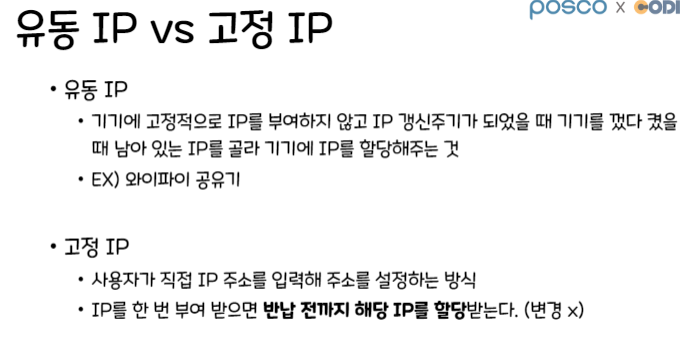 posco x CODI
유동 IP vs 고정 IP
• 유동 IP
• 기기에 고정적으로 IP를 부여하지 않고 IP 갱신주기가 되었을 때 기기를 껐다 켰을
때 남아 있는 IP를 골라 기기에 IP를 할당해주는 것
• EX) 와이파이 공유기
• 고정 IP
• 사용자가 직접 IP 주소를 입력해 주소를 설정하는 방식
• IP를 한 번 부여 받으면 반납 전까지 해당 IP를 할당받는다. (변경 x)